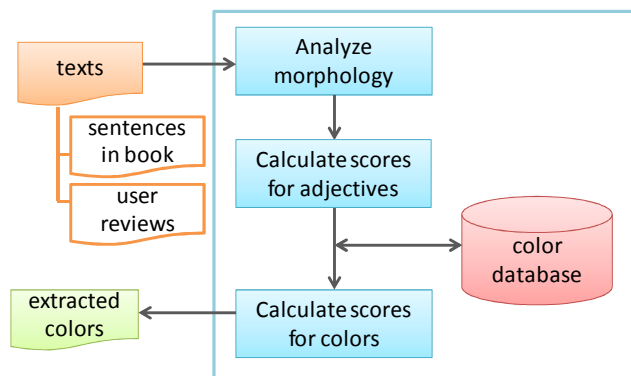 texts
sentences
in book
user
reviews
Analyze
morphology
Calculate scores
for adjectives
color
database
Calculate scores
for colors
extracted
colors